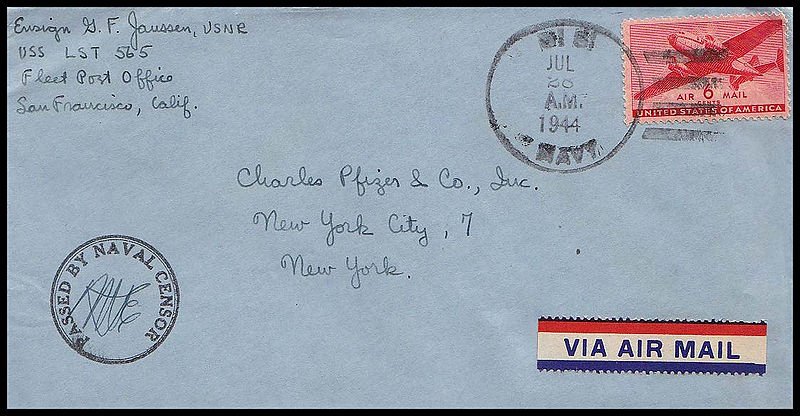 Ensign G. F. Janssen, USNR
USS LST 565
Fleet Post Office
San Francisco, Calif.
JUL
28
A.M.
1944
NAVY
AIR 6 MAIL
UNITED STATES OF AMERICA
Charles Pfizer & Co., Inc.
New York City, 7
New York.
PASSED BY NAVAL CENSOR
VIA AIR MAIL